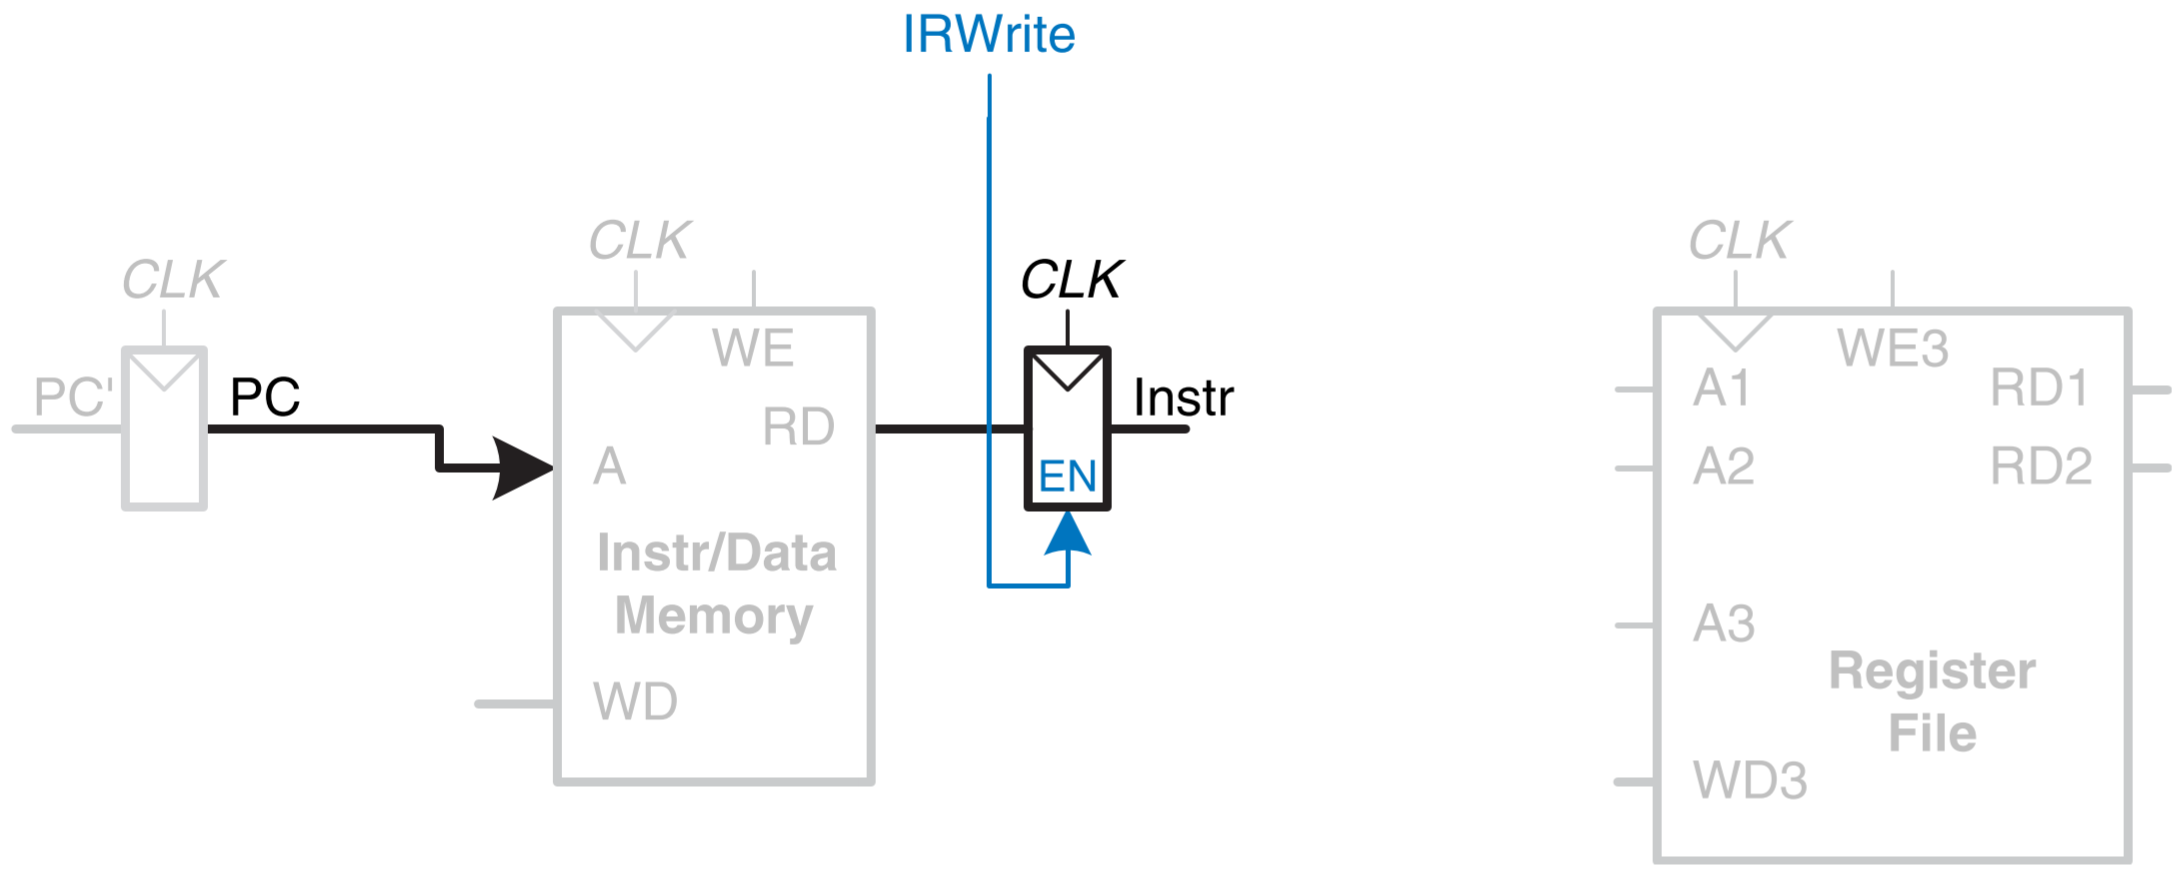 IRWrite
CLK
PC'
PC
CLK
WE
RD
A
Instr/Data
Memory
WD
CLK
EN
Instr
CLK
WE3
A1
RD1
A2
RD2
A3
Register
File
WD3